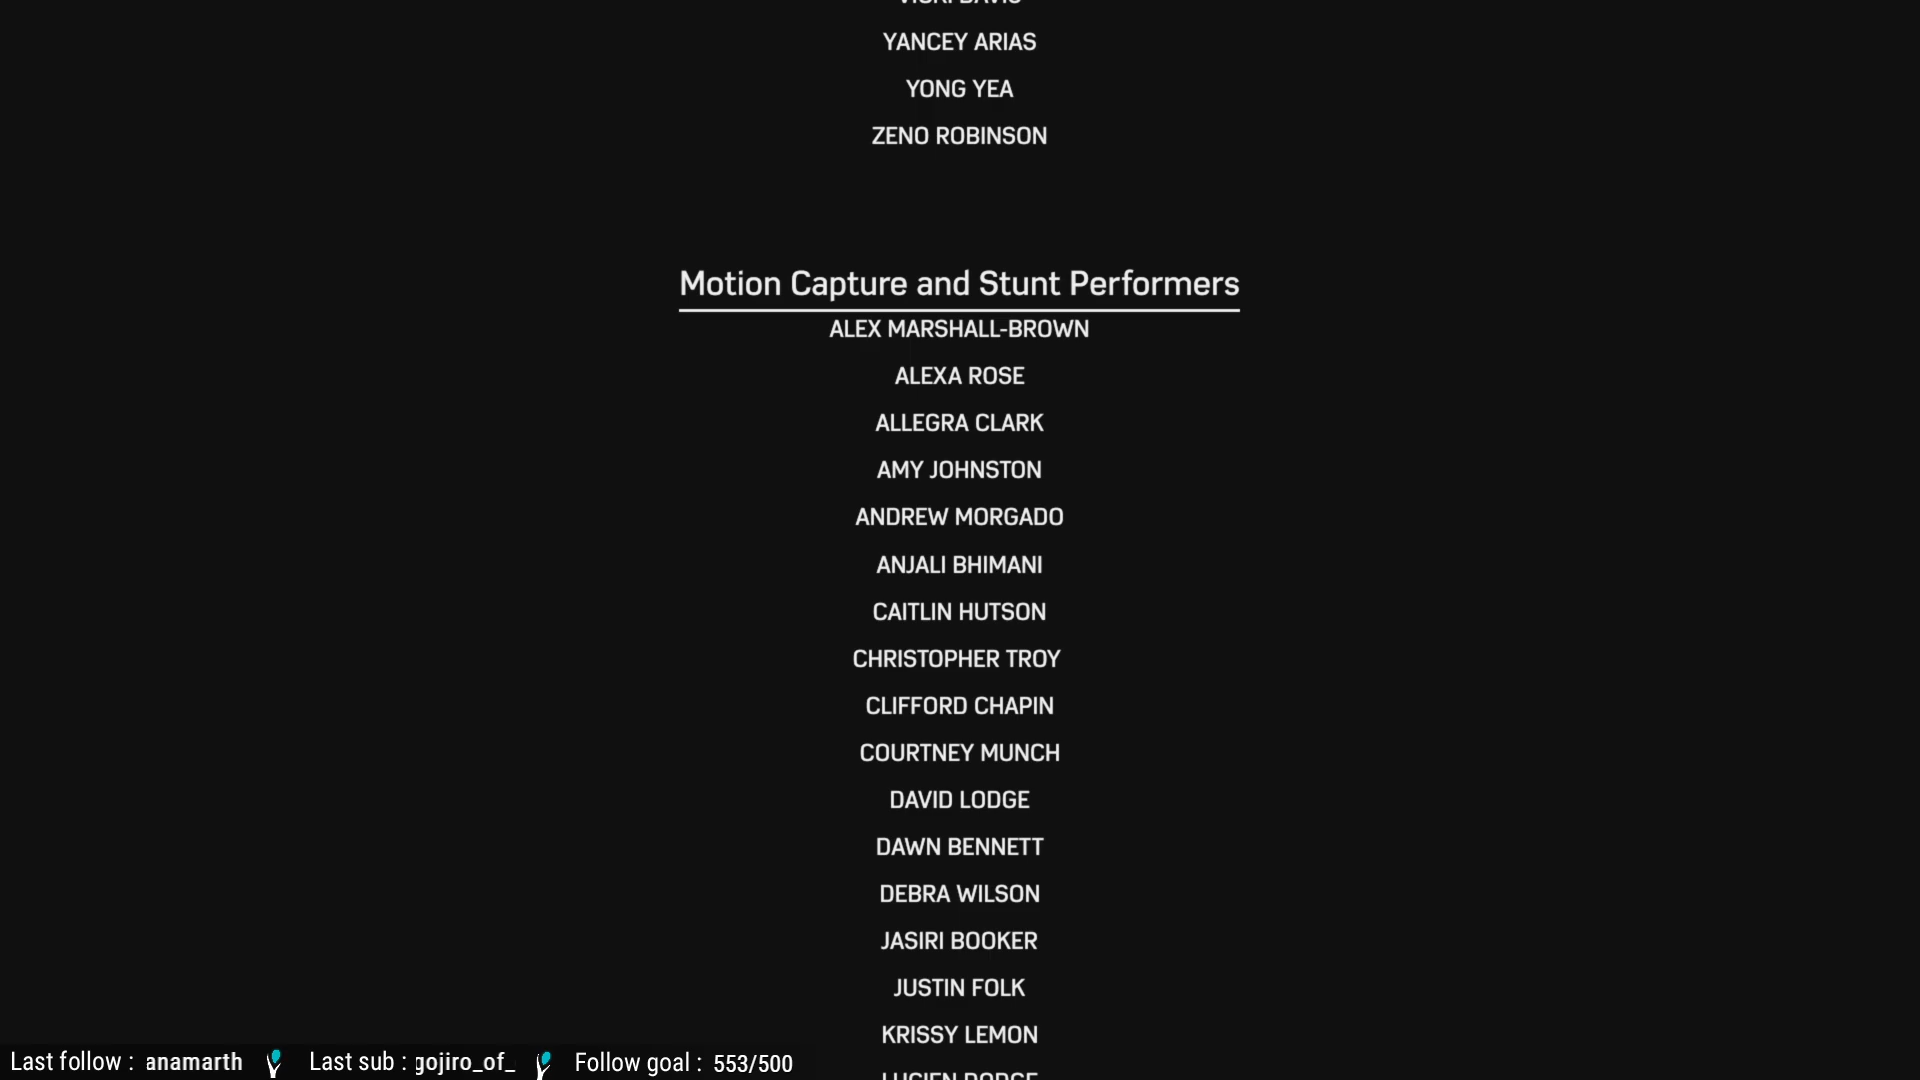 YANCEY ARIAS
YONG YEA
ZENO ROBINSON
Motion Capture and Stunt Performers
ALEX MARSHALL-BROWN
ALEXA ROSE
ALLEGRA CLARK
AMY JOHNSTON
ANDREW MORGADO
ANJALI BHIMANI
CAITLIN HUTSON
CHRISTOPHER TROY
CLIFFORD CHAPIN
COURTNEY MUNCH
DAVID LODGE
DAWN BENNETT
DEBRA WILSON
JASIRI BOOKER
JUSTIN FOLK
KRISSY LEMON
Last follow : anamarth Last sub : gojiro_of_ Follow goal : 553/500